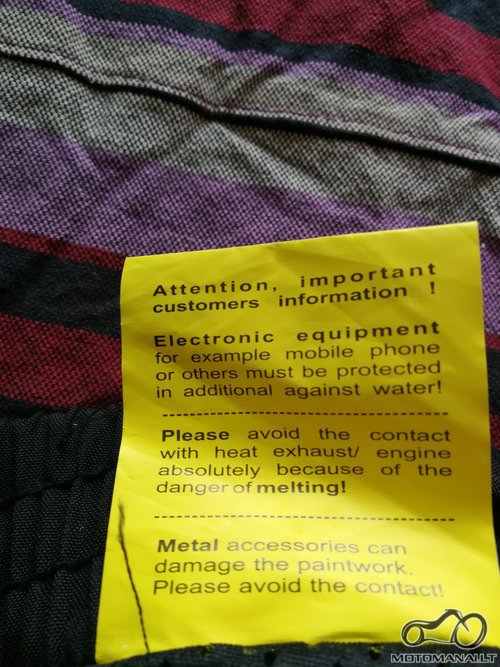 Attention, important
customers information !
Electronic equipment
for example mobile phone
or others must be protected
in additional against water!
Please avoid the contact
with heat exhaust/ engine
absolutely because of the
danger of melting!
Metal accessories can
damage the paintwork.
Please avoid the contact!
MOTOMANAI.LT